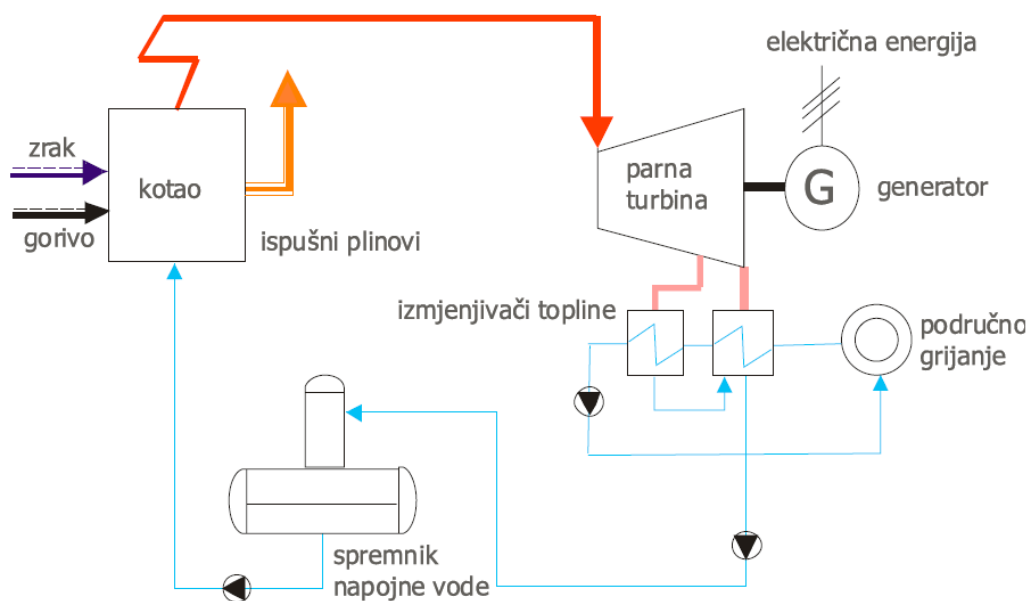 električna energija
zrak
kotao
gorivo
ispušni plinovi
parna
turbina
G
generator
izmjenjivači topline
područno
grijanje
spremnik
napojne vode